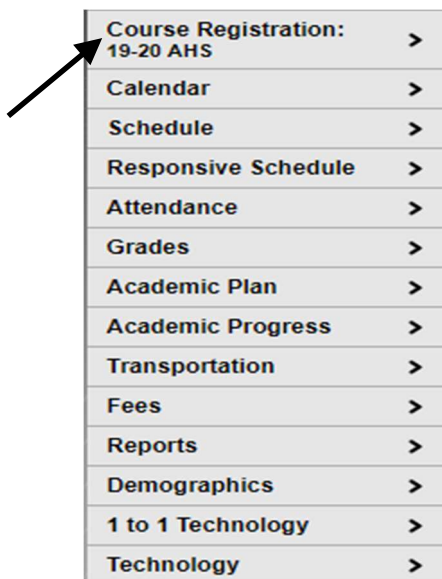 Course Registration:
19-20 AHS
Calendar
Schedule
Responsive Schedule
Attendance
Grades
Academic Plan
Academic Progress
Transportation
Fees
Reports
Demographics
1 to 1 Technology
Technology